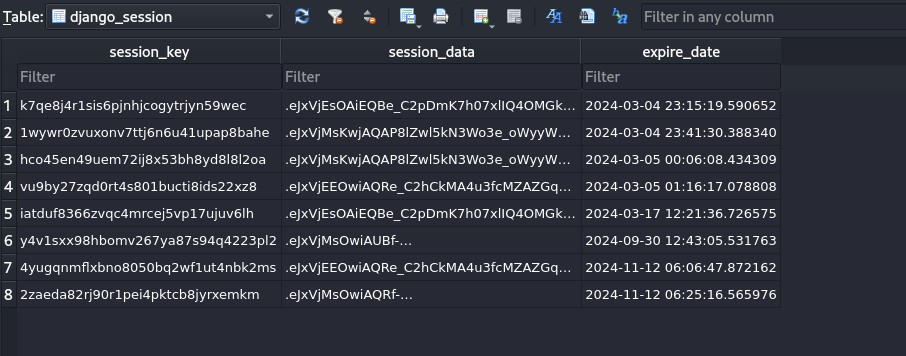 Table: django_session Filter in any column
session_key session_data expire_date
Filter Filter Filter
1 k7qe8j4r1sis6pjnhjcogytrjyn59wec .eJxVjEsOAiEQBe_C2pDmK7h07xlIQ4OMGk... 2024-03-04 23:15:19.590652
2 1wywr0zvuxonv7ttj6n6u41upap8bahe .eJxVjMsKwjAQAP8lZwl5kN3Wo3e_oWyyW... 2024-03-04 23:41:30.388340
3 hco45en49uem72ij8x53bh8yd8l8l2oa .eJxVjMsKwjAQAP8lZwl5kN3Wo3e_oWyyW... 2024-03-05 00:06:08.434309
4 vu9by27zqd0rt4s801bucti8ids22xz8 .eJxVjEEOwiAQRe_C2hCkMA4u3fcMZAZGq... 2024-03-05 01:16:17.078808
5 iatduf8366zvqc4mrcej5vp17ujuv6lh .eJxVjEsOAiEQBe_C2pDmK7h07xlIQ4OMGk... 2024-03-17 12:21:36.726575
6 y4v1sxx98hbomv267ya87s94q4223pl2 .eJxVjMsOwiAUBf-... 2024-09-30 12:43:05.531763
7 4yugqnmflxbno8050bq2wf1ut4nbk2ms .eJxVjEEOwiAQRe_C2hCkMA4u3fcMZAZGq... 2024-11-12 06:06:47.872162
8 2zaeda82rj90r1pei4pktcb8jyrxemkm .eJxVjMsOwiAQRf-... 2024-11-12 06:25:16.565976